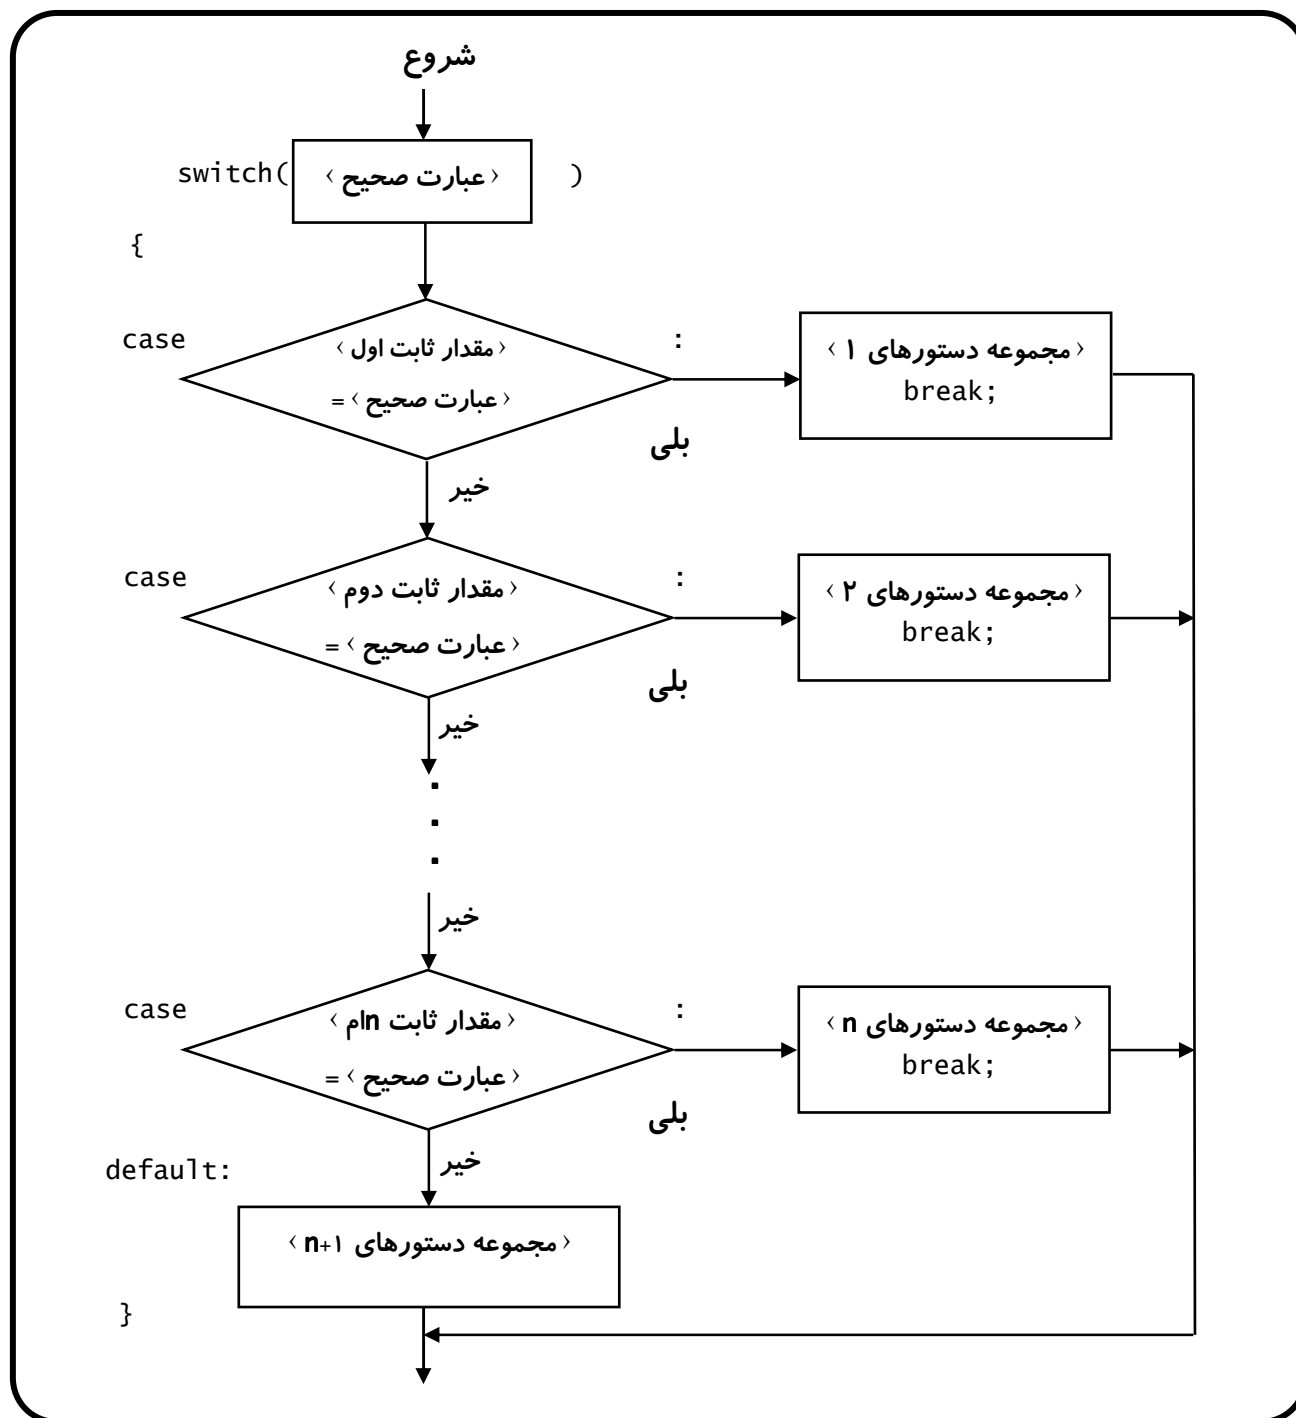 شروع
switch( ‹ عبارت صحیح › )
{
case ‹ مقدار ثابت اول › : ‹ مجموعه دستورهای ۱ ›
= ‹ عبارت صحیح › break;
بلی
خیر
case ‹ مقدار ثابت دوم › : ‹ مجموعه دستورهای ۲ ›
= ‹ عبارت صحیح › break;
بلی
خیر
.
.
.
خیر
case ‹ مقدار ثابت nام › : ‹ مجموعه دستورهای n ›
= ‹ عبارت صحیح › break;
بلی
خیر
default:
‹ مجموعه دستورهای n+۱ ›
}